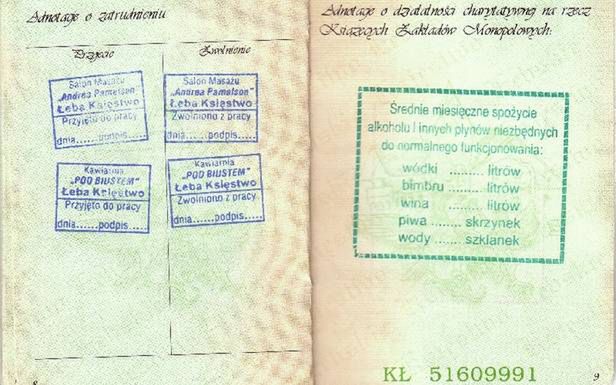 Adnotacje o zatrudnieniu
Przyjęcie
Zwolnienie
Salon Masażu
„Andrea Pamelson”
Łeba Księstwo
Przyjęto do pracy
dnia......podpis.....
Salon Masażu
„Andrea Pamelson”
Łeba Księstwo
Zwolniono z pracy
dnia......podpis.....
Kawiarnia
„POD BIUSTEM”
Łeba Księstwo
Przyjęto do pracy
dnia......podpis.....
Kawiarnia
„POD BIUSTEM”
Łeba Księstwo
Zwolniono z pracy
dnia......podpis.....
8
Adnotacje o działalności charytatywnej na rzecz
Książęcych Zakładów Monopolowych:
Średnie miesięczne spożycie
alkoholu i innych płynów niezbędnych
do normalnego funkcjonowania:
wódki ......... litrów
bimbru ........ litrów
wina ......... litrów
piwa ........ skrzynek
wody ........ szklanek
KŁ 51609991
9